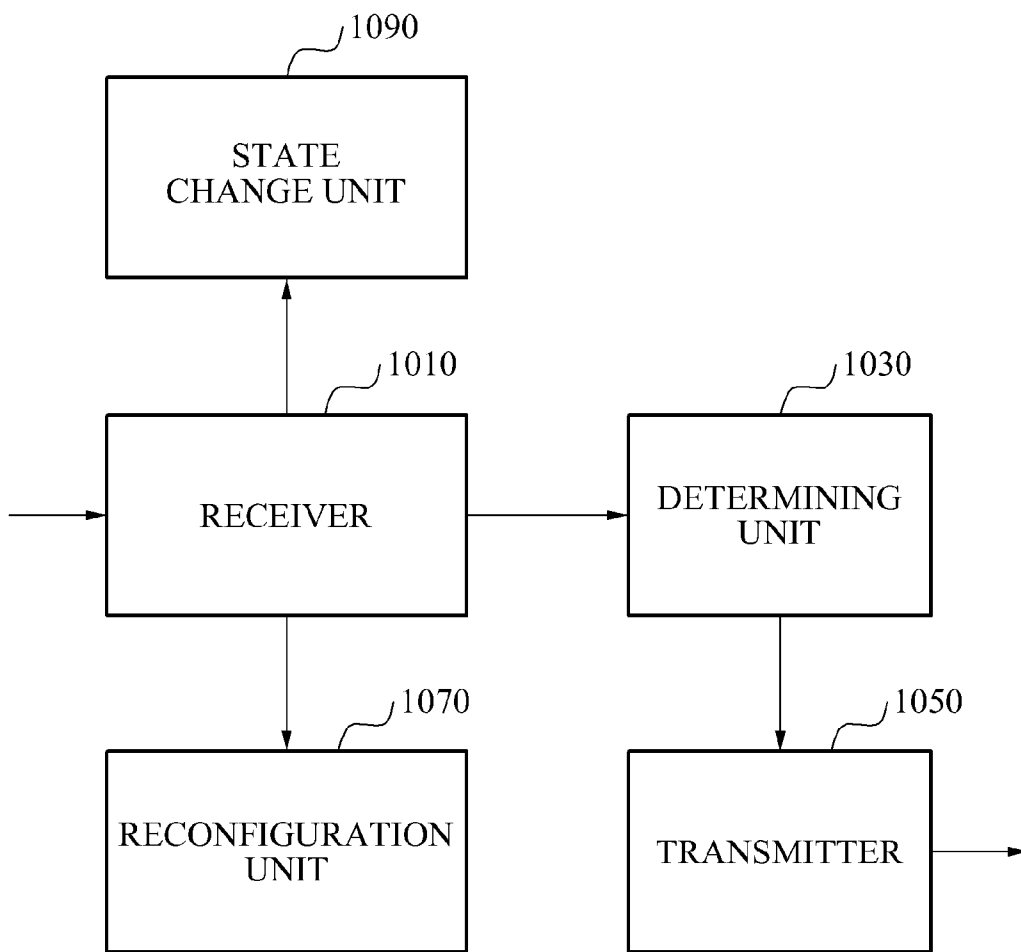 1090
STATE
CHANGE UNIT
1010
1030
RECEIVER
DETERMINING
UNIT
1070
1050
RECONFIGURATION
UNIT
TRANSMITTER